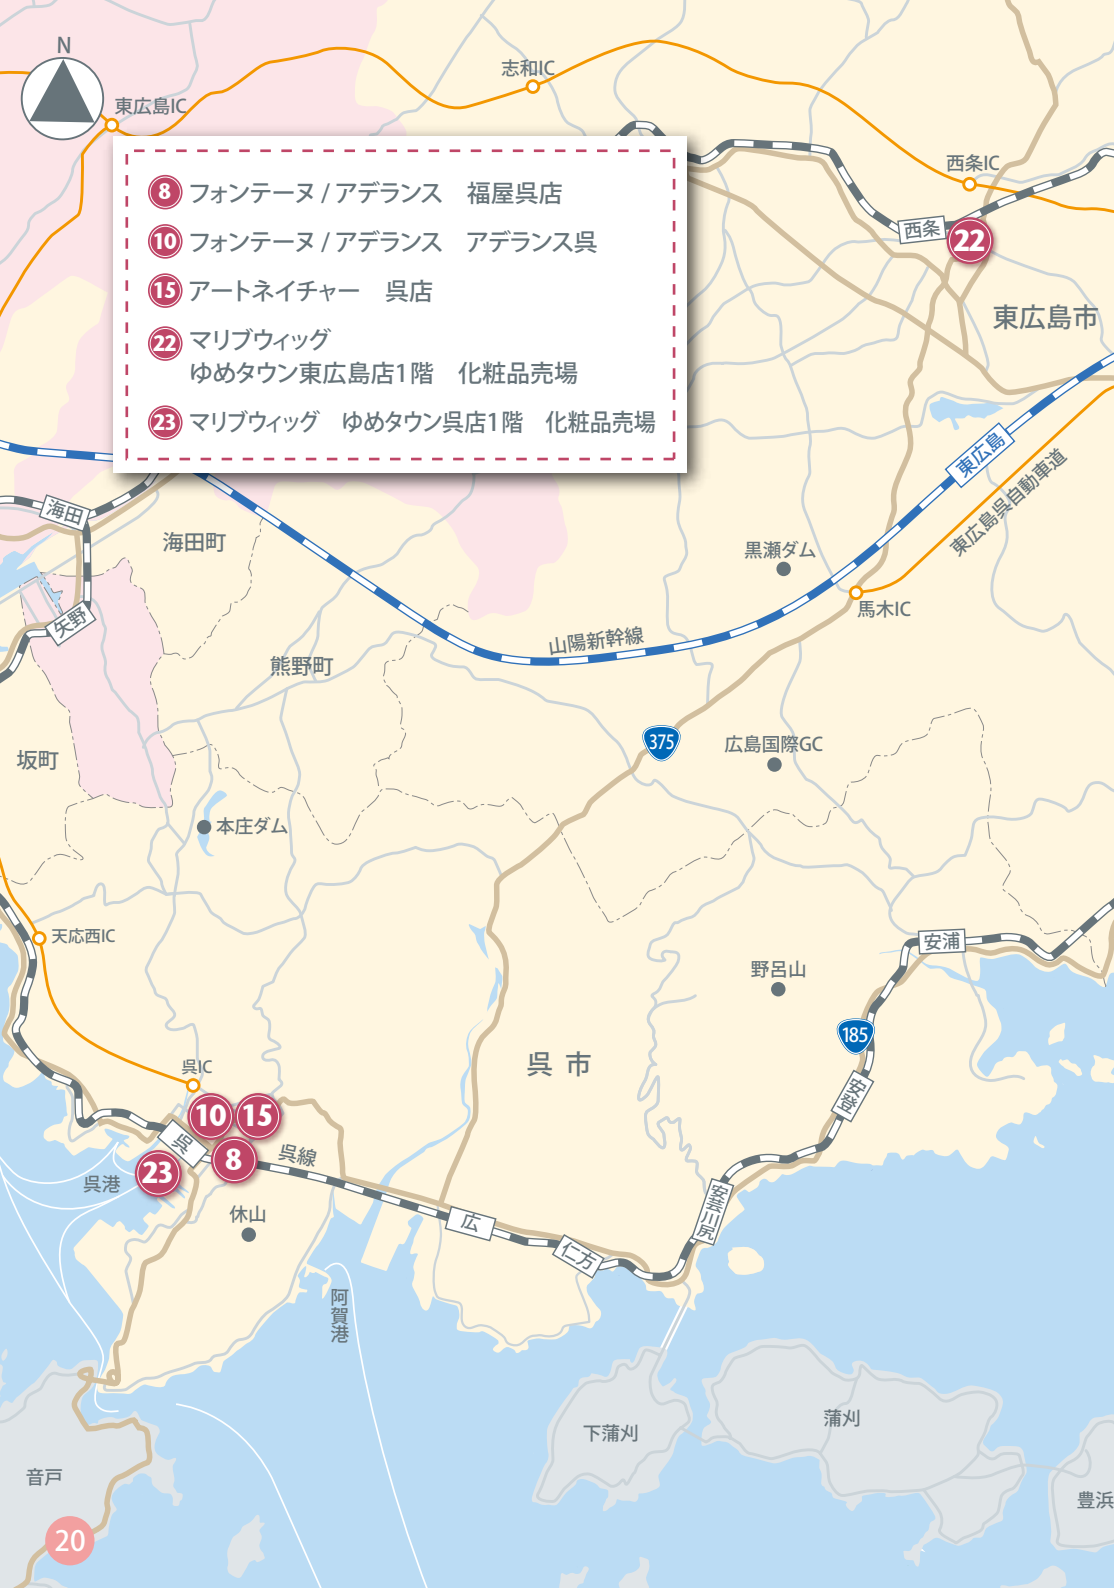 N
志和IC
東広島IC
西条IC
8 フォンテーヌ / アデランス　福屋呉店
10 フォンテーヌ / アデランス　アデランス呉
15 アートネイチャー　呉店
22 マリブウィッグ
ゆめタウン東広島店1階　化粧品売場
23 マリブウィッグ　ゆめタウン呉店1階　化粧品売場
西条
22
東広島市
東広島
東広島呉自動車道
海田
海田町
黒瀬ダム
馬木IC
矢野
山陽新幹線
熊野町
坂町
375
広島国際GC
本庄ダム
天応西IC
安浦
野呂山
185
呉市
呉IC
安登
10
15
呉
8
呉線
23
呉港
休山
広
仁方
安芸川尻
阿賀港
下蒲刈
蒲刈
音戸
豊浜
20